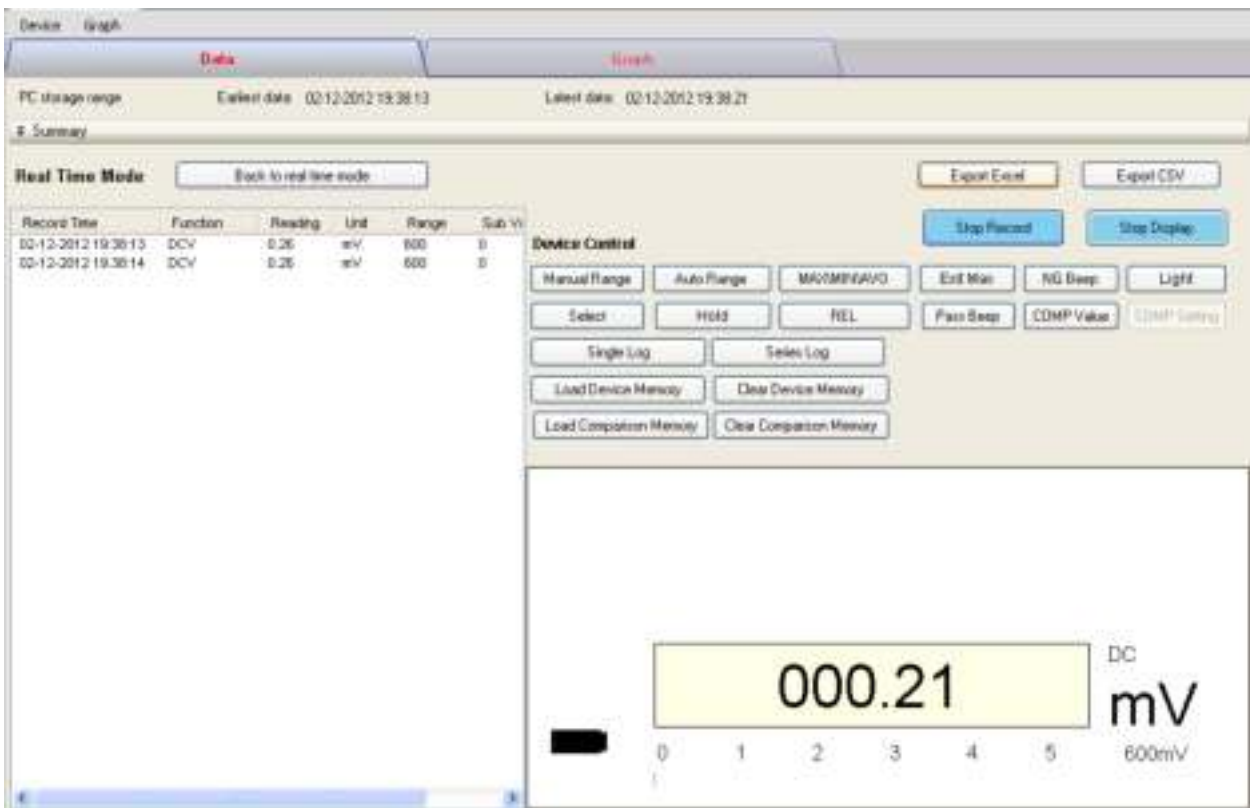 Device Graph
Data
Graph
PC storage range Earliest data 02-12-2012 19:38:13 Latest data 02-12-2012 19:38:21
Summary
Real Time Mode
Back to real time mode
Export Excel
Export CSV
Record Time Function Reading Unit Range
02-12-2012 19:38:13 DCV 0.26 mV 600 0
02-12-2012 19:38:14 DCV 0.26 mV 600 0
Stop Record
Stop Display
Device Control
Manual Range
Auto Range
MAX/MIN/AVG
Exit Max
NG Beep
Light
Select
Hold
REL
Pass Beep
COMP Value
COMP Setting
Single Log
Series Log
Load Device Memory
Clear Device Memory
Load Comparison Memory
Clear Comparison Memory
000.21
DC
mV
0 1 2 3 4 5 600mV